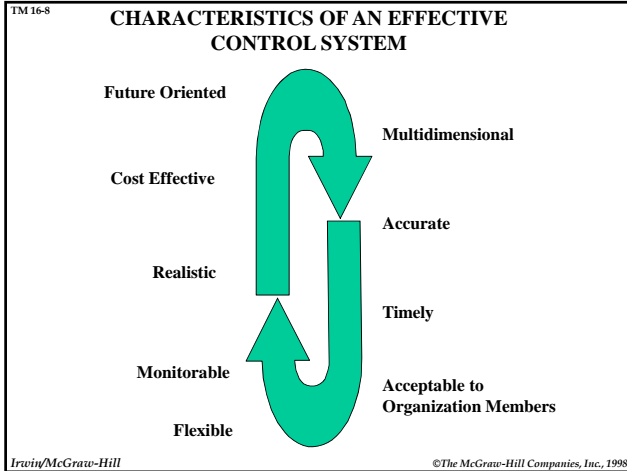 TM 16-8
CHARACTERISTICS OF AN EFFECTIVE
CONTROL SYSTEM
Future Oriented
Multidimensional
Cost Effective
Accurate
Realistic
Timely
Monitorable
Acceptable to
Organization Members
Flexible
Irwin/McGraw-Hill
©The McGraw-Hill Companies, Inc., 1998